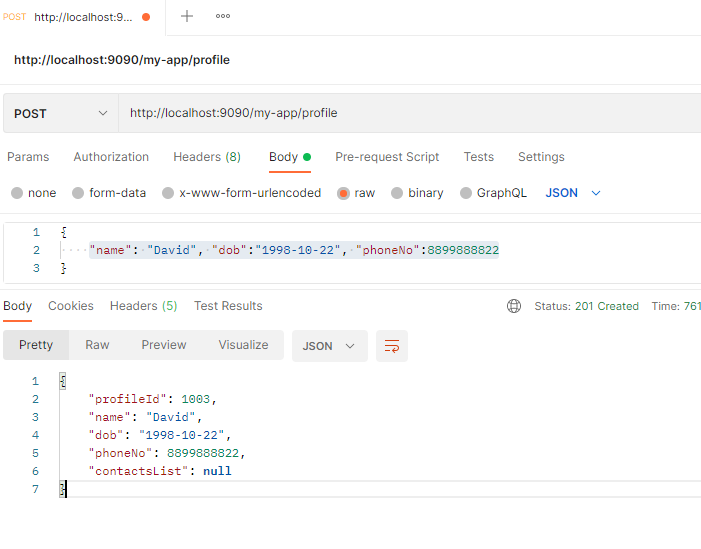 POST http://localhost:9... + ooo
http://localhost:9090/my-app/profile
POST http://localhost:9090/my-app/profile
Params Authorization Headers (8) Body Pre-request Script Tests Settings
none form-data x-www-form-urlencoded raw binary GraphQL JSON
1 {
2 "name": "David", "dob":"1998-10-22", "phoneNo":8899888822
3 }
Body Cookies Headers (5) Test Results Status: 201 Created Time: 761
Pretty Raw Preview Visualize JSON
1 {
2 "profileId": 1003,
3 "name": "David",
4 "dob": "1998-10-22",
5 "phoneNo": 8899888822,
6 "contactsList": null
7 }